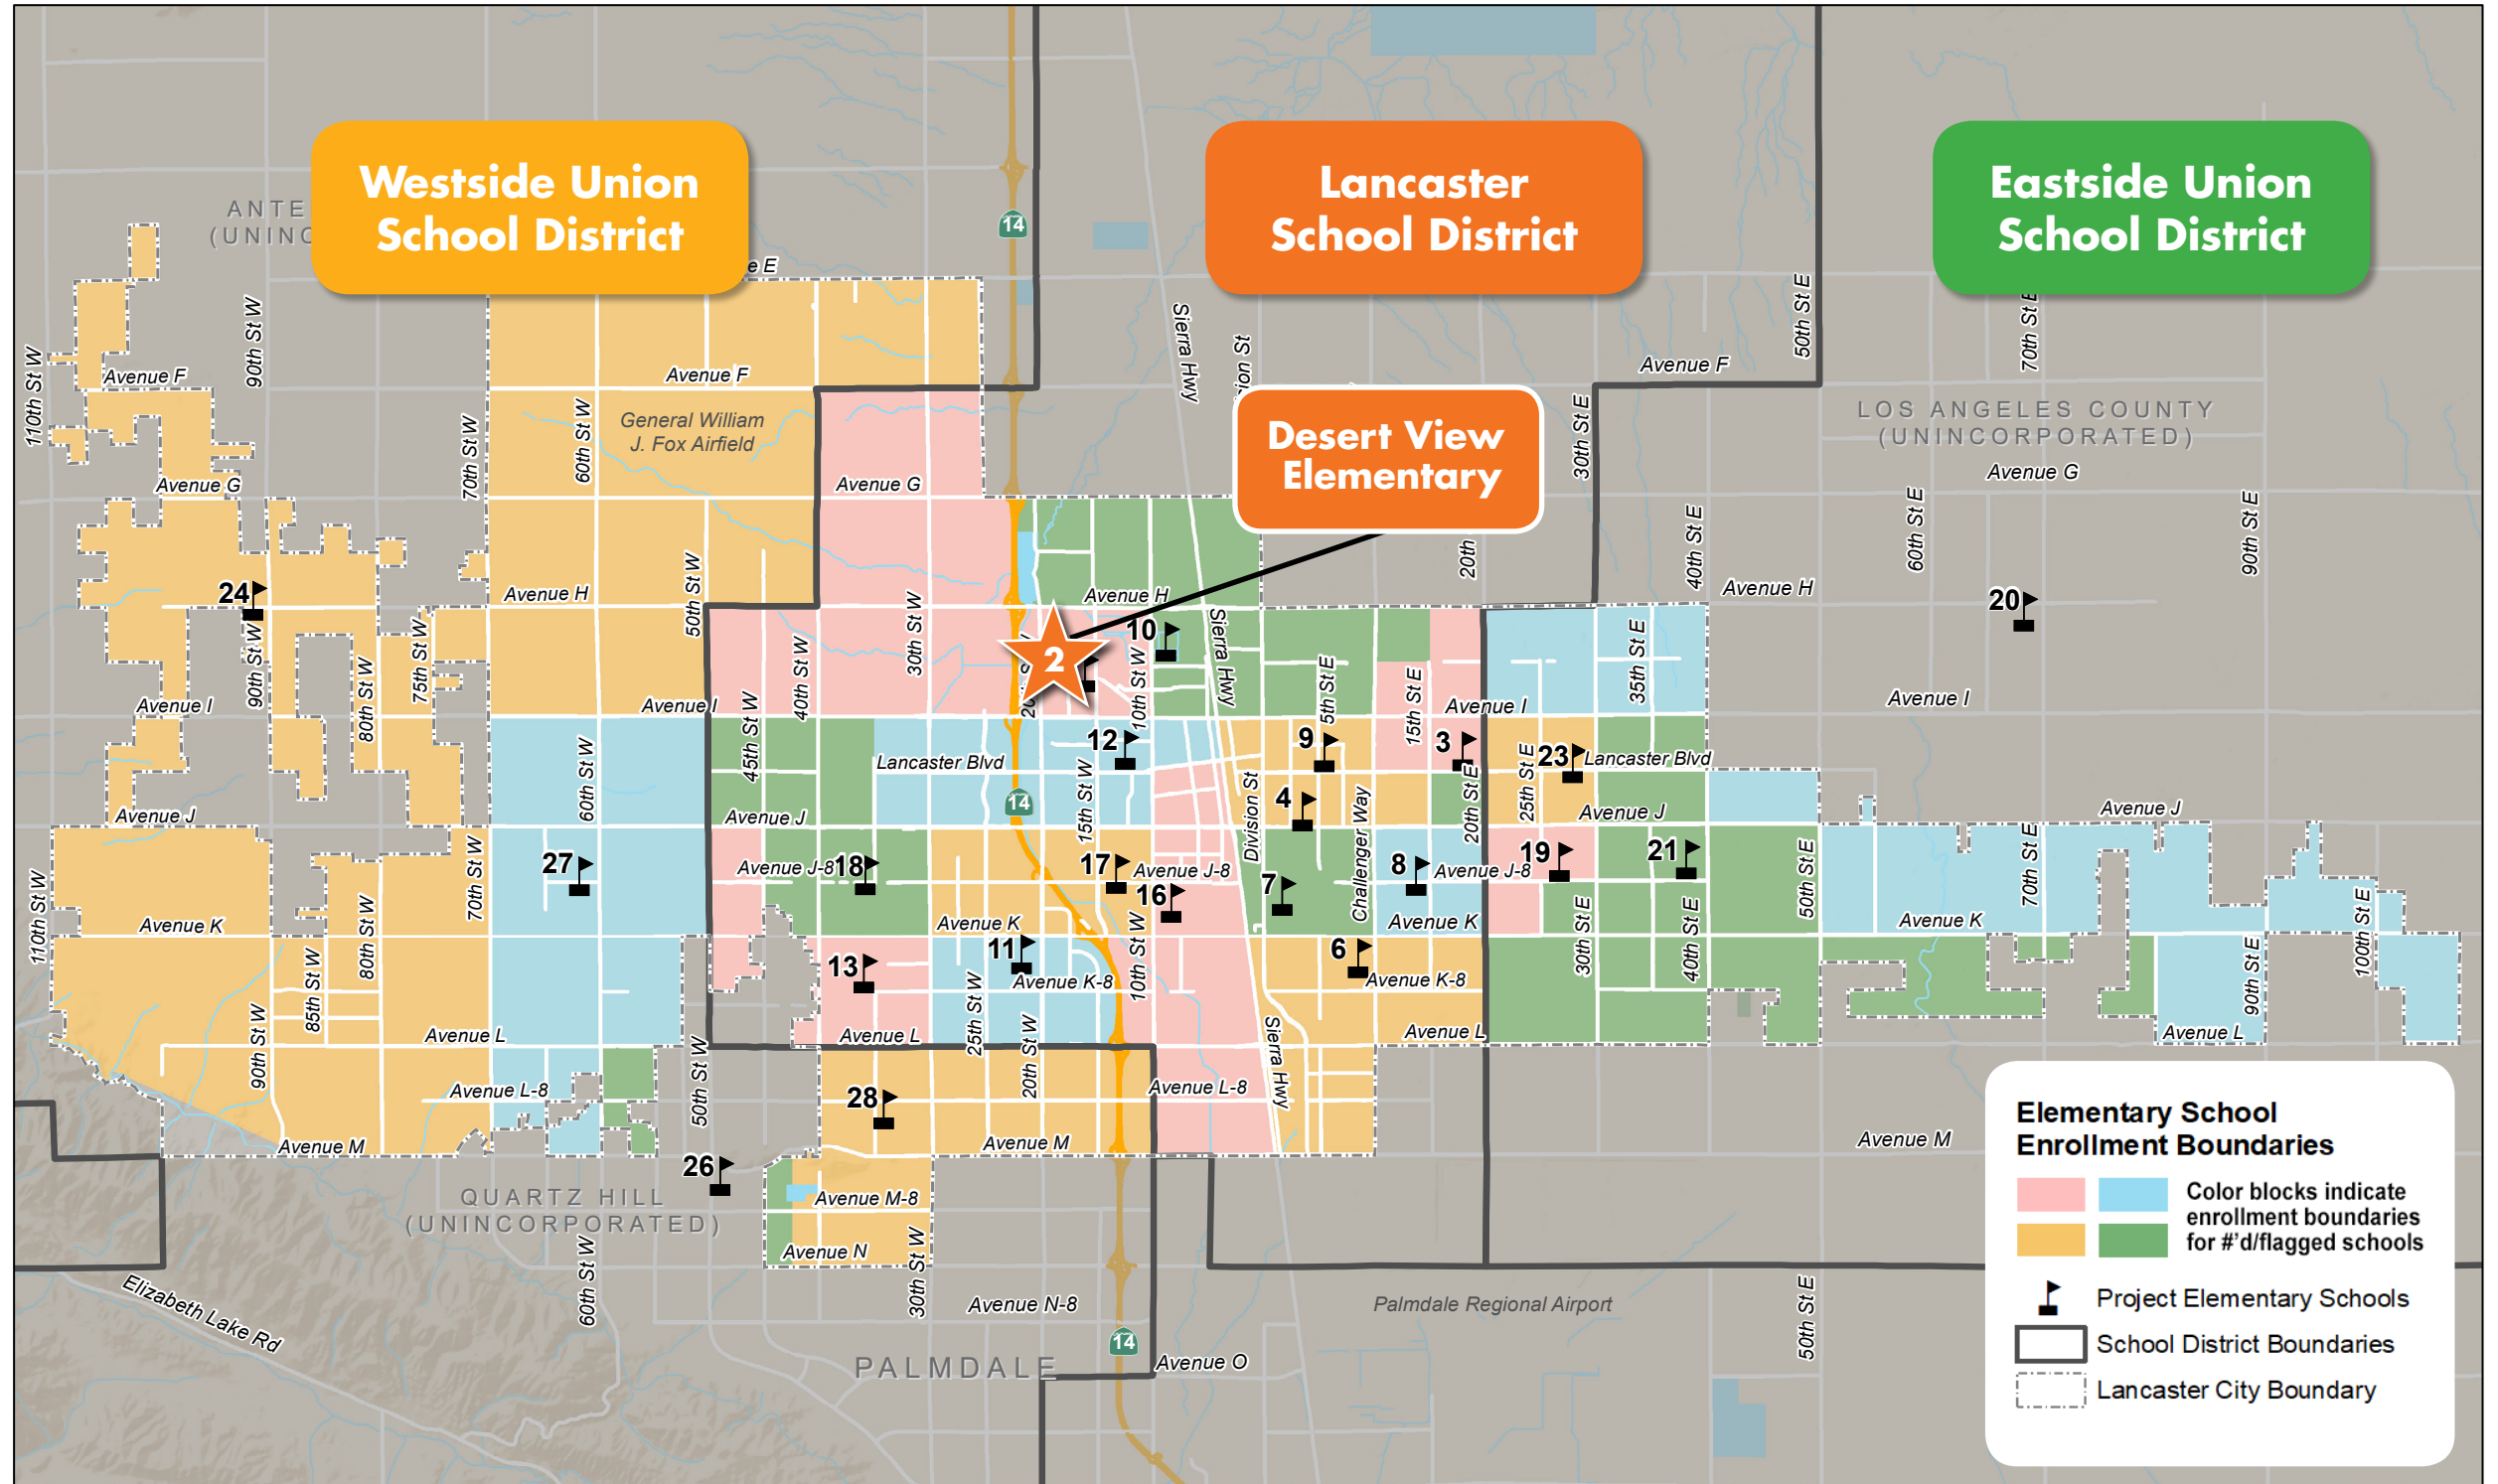 Westside Union
School District
Lancaster
School District
Eastside Union
School District
ANTE
(UNINC
e E
14
110th St W
Avenue F
90th St W
Avenue F
70th St W
60th St W
General William
J. Fox Airfield
Sierra Hwy
ion St
Desert View
Elementary
30th St E
Avenue F
50th St E
70th St E
LOS ANGELES COUNTY
(UNINCORPORATED)
Avenue G
Avenue G
Avenue G
20th
40th St E
60th St E
90th St E
24
Avenue H
50th St W
30th St W
Avenue H
Avenue H
20
2
10
90th St W
80th St W
75th St W
45th St W
40th St W
10th St W
Sierra Hwy
5th St E
15th St E
35th St E
Avenue I
Avenue I
Avenue I
Avenue I
60th St W
Lancaster Blvd
12
9
3
23
Lancaster Blvd
25th St E
20th St E
14
15th St W
4
Division St
Challenger Way
Avenue J
Avenue J
Avenue J
Avenue J
27
Avenue J-8
18
17
Avenue J-8
16
7
8
Avenue J-8
19
21
110th St W
70th St W
50th St E
70th St E
Avenue K
80th St W
85th St W
Avenue K
10th St W
Avenue K
30th St E
40th St E
Avenue K
90th St E
100th St E
13
11
Avenue K-8
6
Avenue K-8
90th St W
Avenue L
50th St W
Avenue L
25th St W
20th St W
Sierra Hwy
Avenue L
Avenue L
Avenue L-8
28
Avenue L-8
Avenue M
Avenue M
Avenue M
26
QUARTZ HILL
(UNINCORPORATED)
Avenue M-8
Avenue N
30th St W
60th St W
Avenue N-8
Elizabeth Lake Rd
Palmdale Regional Airport
50th St E
14
PALMDALE
Avenue O
Elementary School
Enrollment Boundaries
Color blocks indicate
enrollment boundaries
for #'d/flagged schools
Project Elementary Schools
School District Boundaries
Lancaster City Boundary